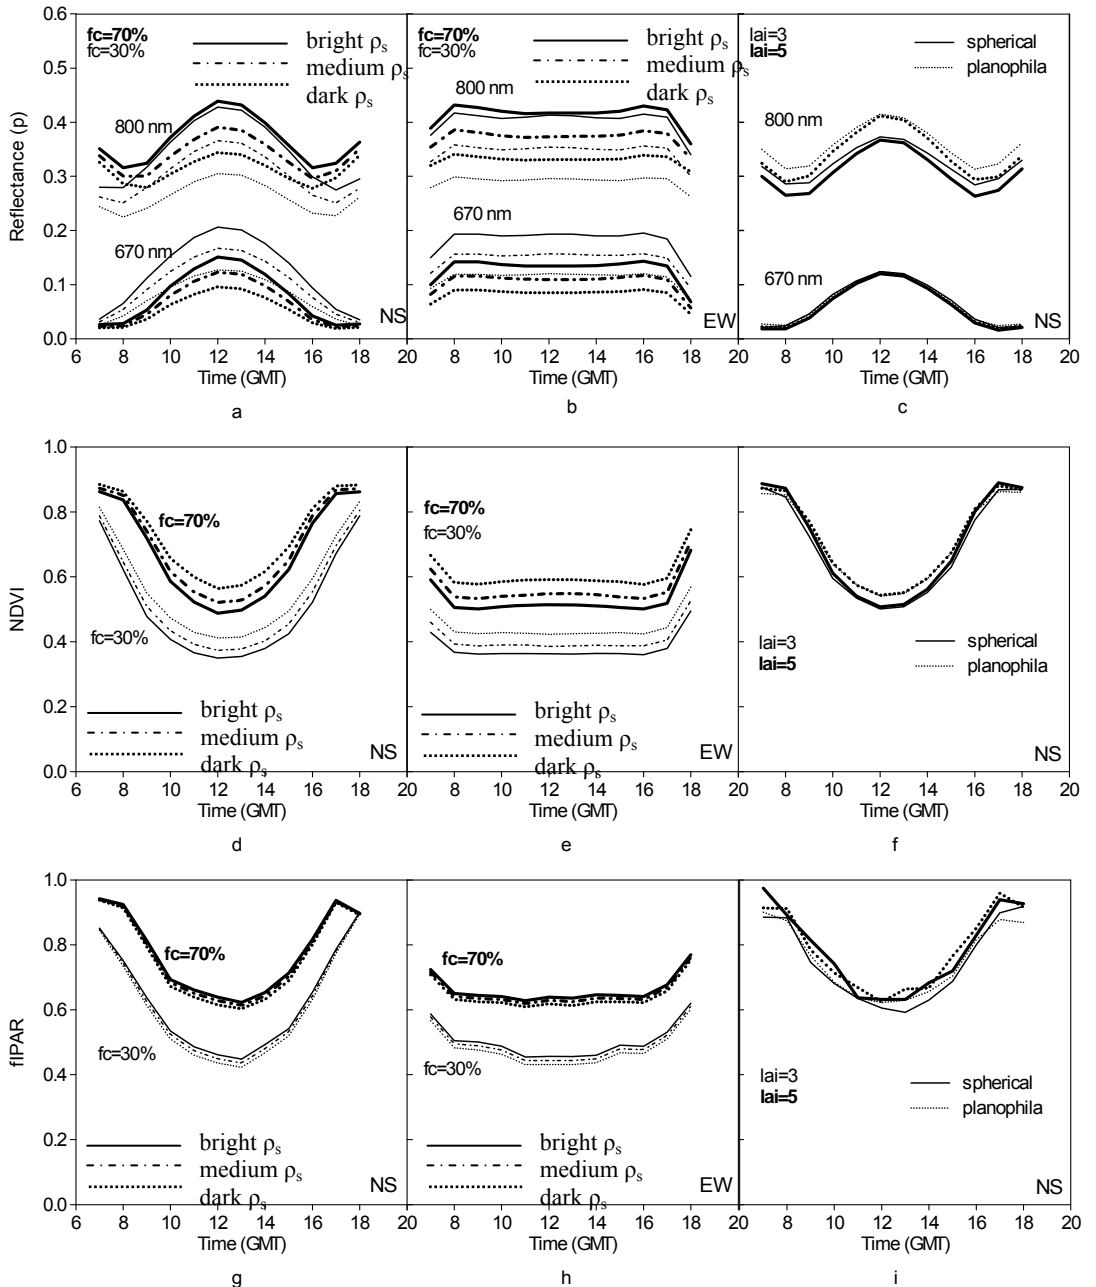 fc=70%
fc=30%
bright ρs
medium ρs
dark ρs
800 nm
670 nm
NS
0.6
0.5
0.4
0.3
0.2
0.1
0.0
Reflectance (p)
6 8 10 12 14 16 18 20
Time (GMT)
a
fc=70%
fc=30%
bright ρs
medium ρs
dark ρs
800 nm
670 nm
EW
8 10 12 14 16 18 20
Time (GMT)
b
lai=3
lai=5
spherical
planophila
800 nm
670 nm
NS
8 10 12 14 16 18 20
Time (GMT)
c
1.0
0.8
0.6
0.4
0.2
0.0
NDVI
fc=70%
fc=30%
bright ρs
medium ρs
dark ρs
NS
6 8 10 12 14 16 18 20
Time (GMT)
d
fc=70%
fc=30%
bright ρs
medium ρs
dark ρs
EW
8 10 12 14 16 18 20
Time (GMT)
e
lai=3
lai=5
spherical
planophila
NS
8 10 12 14 16 18 20
Time (GMT)
f
1.0
0.8
0.6
0.4
0.2
0.0
fIPAR
fc=70%
fc=30%
bright ρs
medium ρs
dark ρs
NS
6 8 10 12 14 16 18 20
Time (GMT)
g
fc=70%
fc=30%
bright ρs
medium ρs
dark ρs
EW
8 10 12 14 16 18 20
Time (GMT)
h
lai=3
lai=5
spherical
planophila
NS
8 10 12 14 16 18 20
Time (GMT)
i